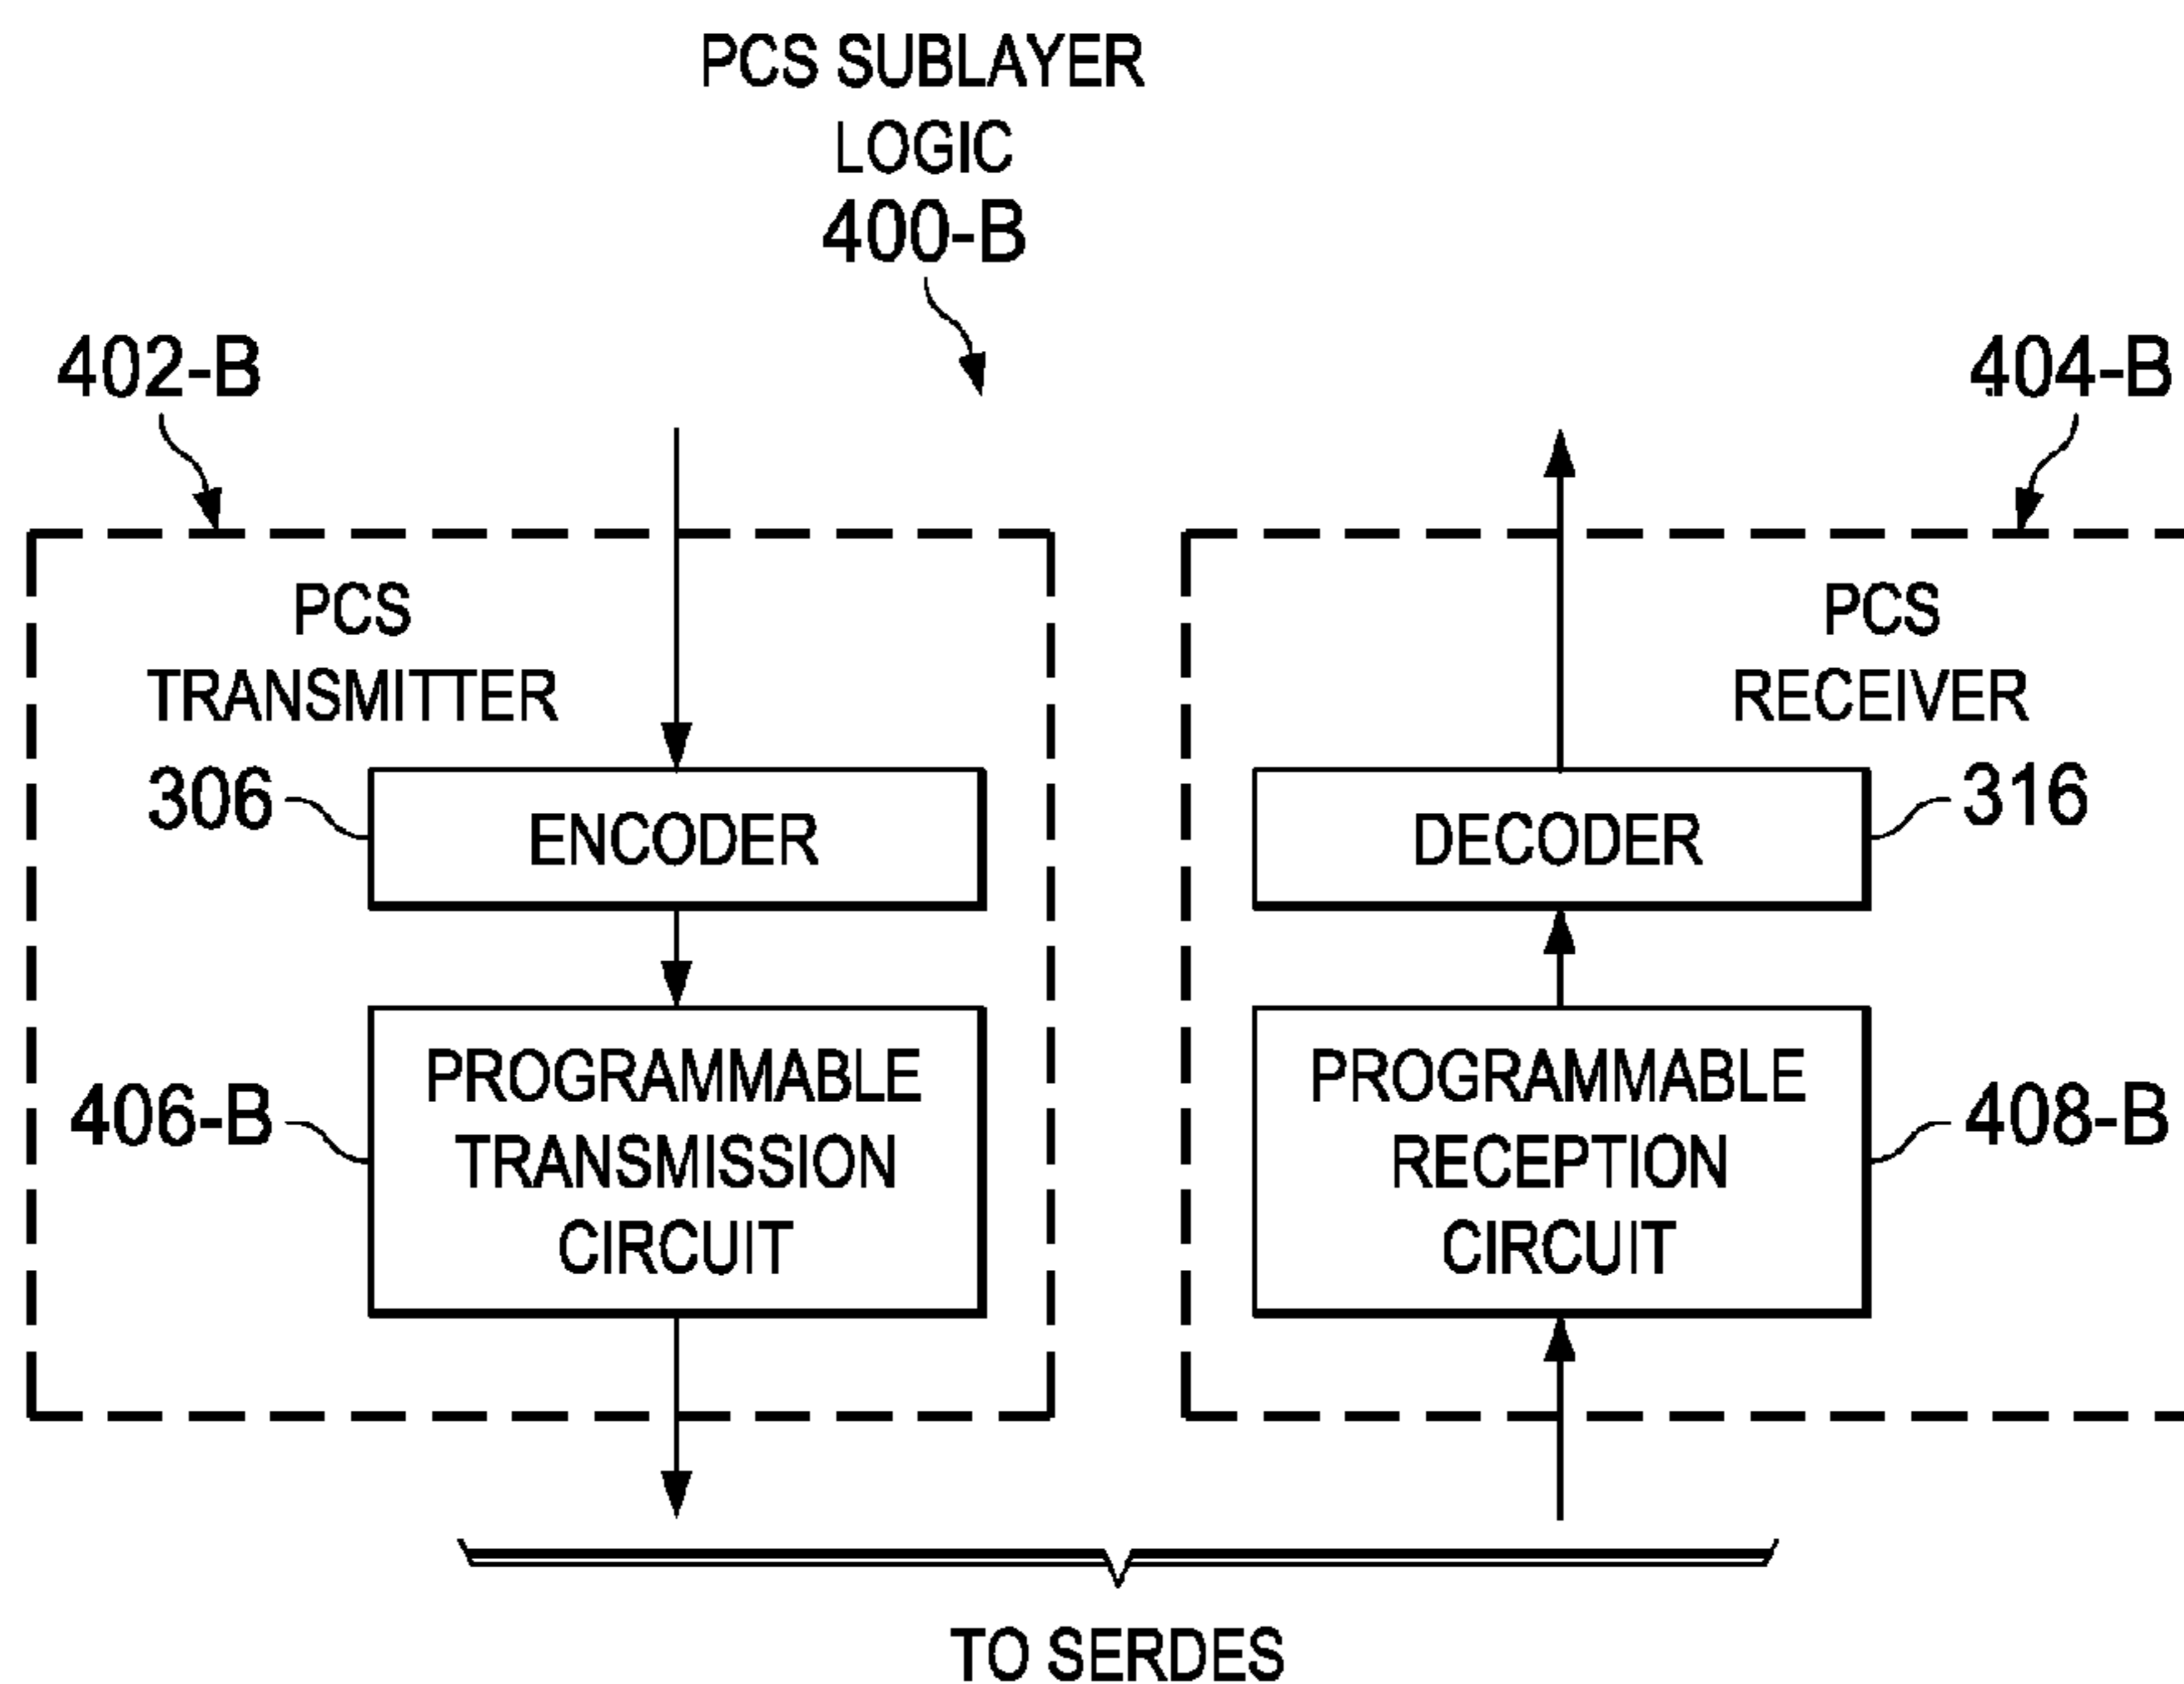 PCS SUBLAYER
LOGIC
400-B
402-B
404-B
PCS
TRANSMITTER
306
ENCODER
406-B
PROGRAMMABLE
TRANSMISSION
CIRCUIT
PCS
RECEIVER
DECODER
316
PROGRAMMABLE
RECEPTION
CIRCUIT
408-B
TO SERDES